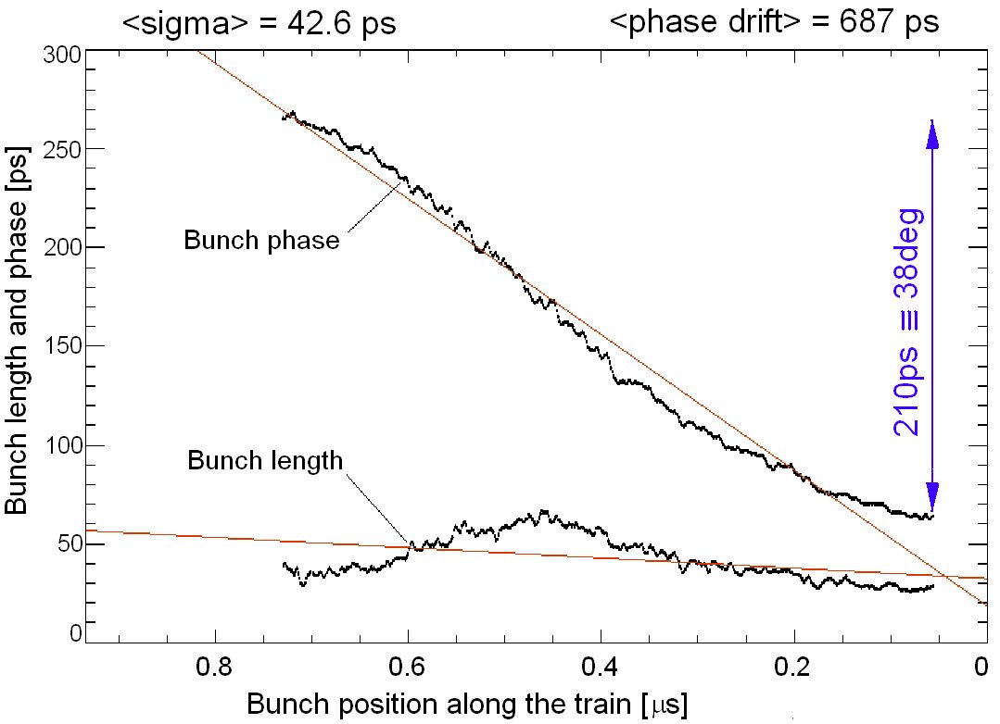 <sigma> = 42.6 ps
<phase drift> = 687 ps
Bunch length and phase [ps]
300
250
200
150
100
50
0
Bunch phase
Bunch length
210ps ≡ 38deg
0.8
0.6
0.4
0.2
0
Bunch position along the train [μs]